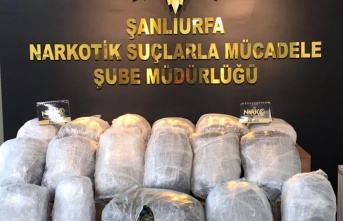 ŞANLIURFA
NARKOTİK SUÇLARLA MÜCADELE
ŞUBE MÜDÜRLÜĞÜ